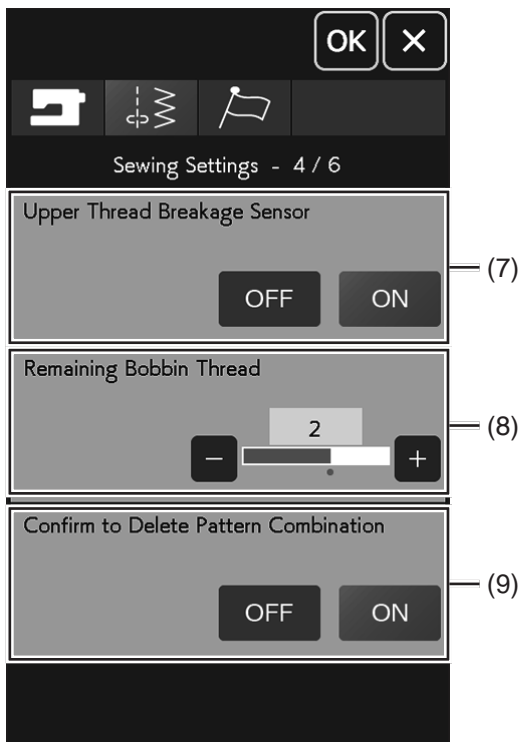 OK ×
Sewing Settings - 4 / 6
Upper Thread Breakage Sensor
OFF ON
(7)
Remaining Bobbin Thread
2
− +
(8)
Confirm to Delete Pattern Combination
OFF ON
(9)